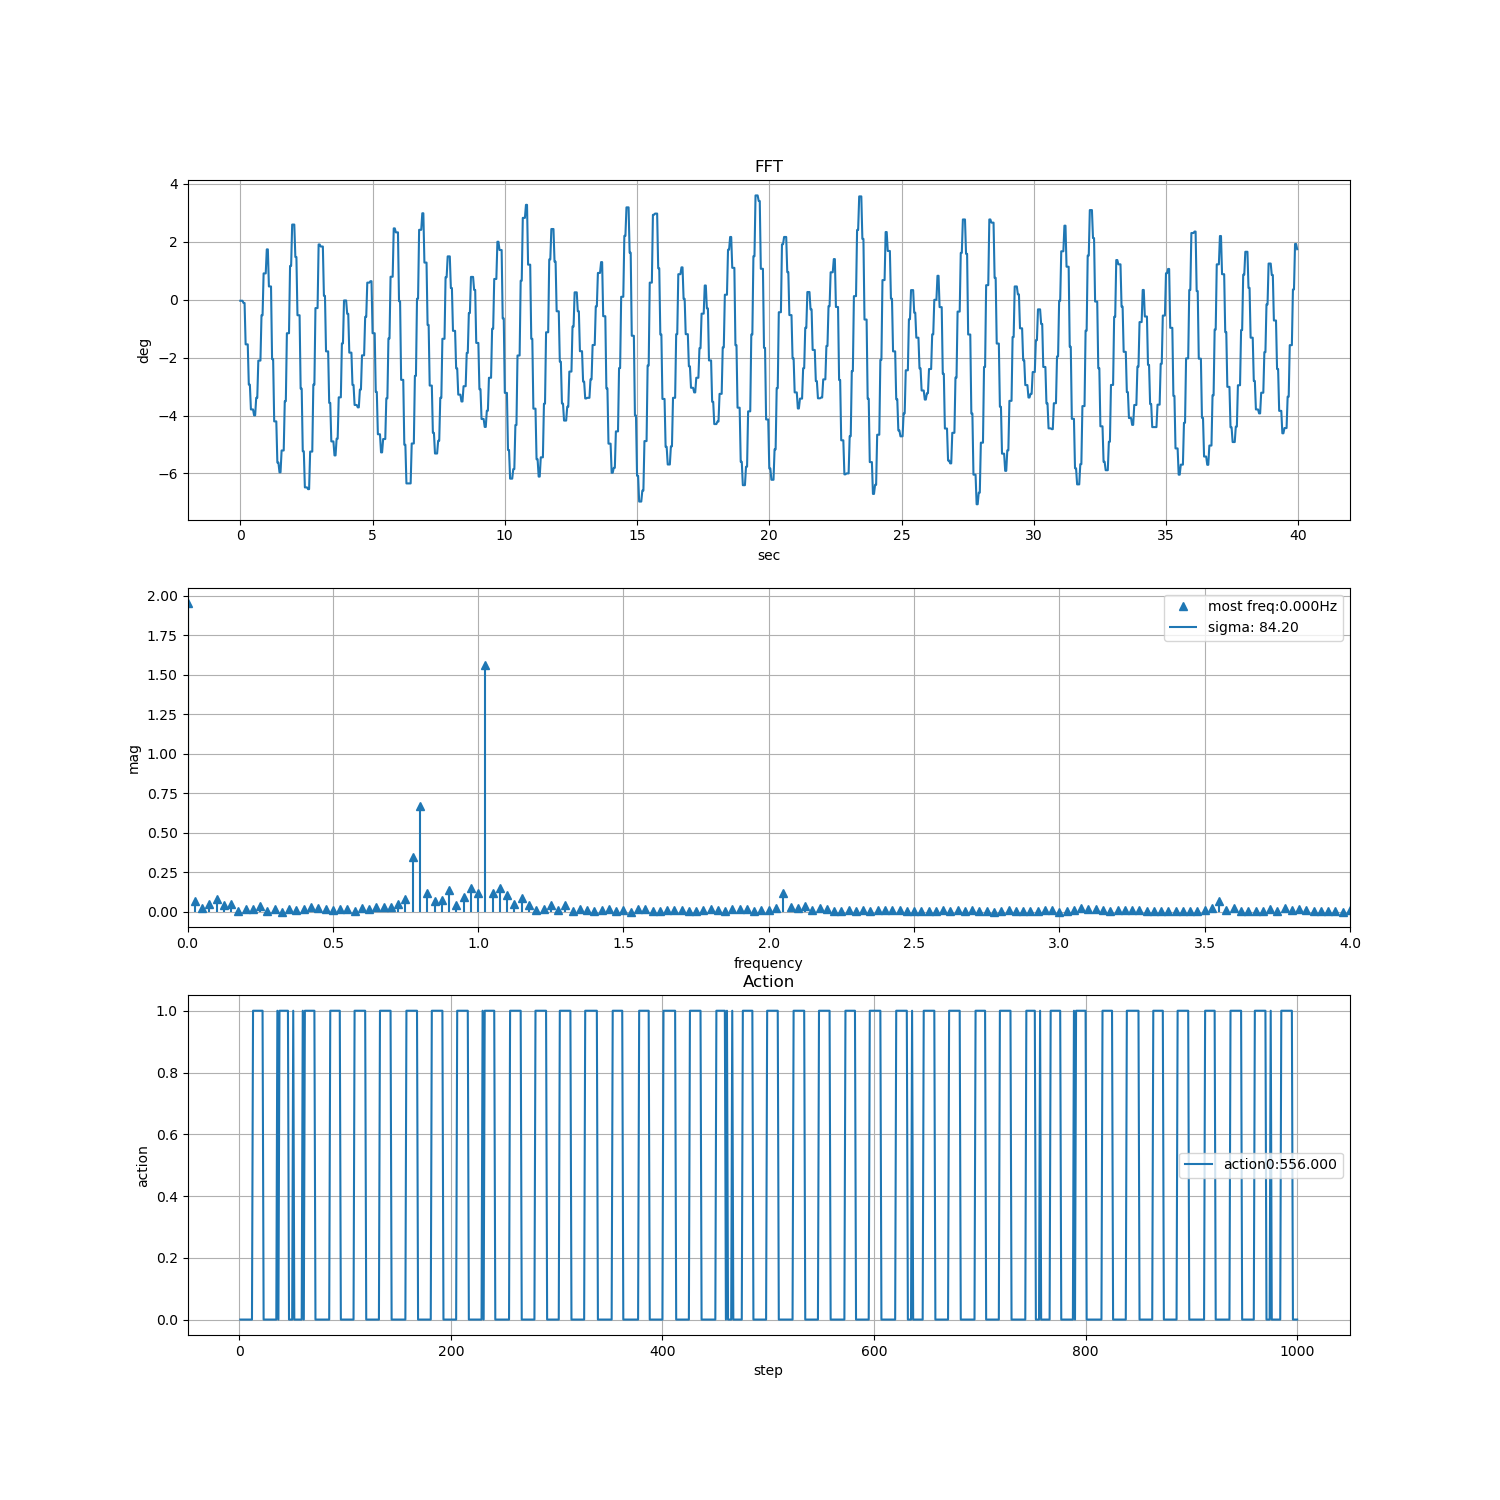 FFT
4
2
0
−2
−4
−6
deg
0 5 10 15 20 25 30 35 40
sec
2.00
1.75
1.50
1.25
1.00
0.75
0.50
0.25
0.00
mag
most freq:0.000Hz
sigma: 84.20
0.0 0.5 1.0 1.5 2.0 2.5 3.0 3.5 4.0
frequency
Action
1.0
0.8
0.6
0.4
0.2
0.0
action
action0:556.000
0 200 400 600 800 1000
step